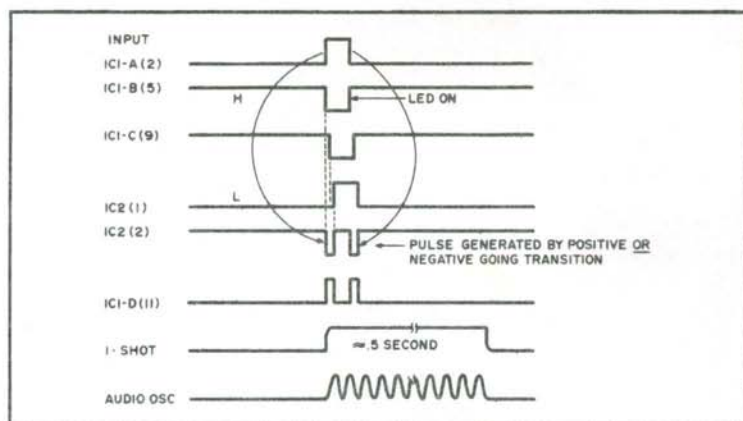 INPUT
IC1-A(2)
IC1-B(5)
H
LED ON
IC1-C(9)
L
IC2(1)
IC2(2)
PULSE GENERATED BY POSITIVE OR
NEGATIVE GOING TRANSITION
IC1-D(11)
1-SHOT
≈.5 SECOND
AUDIO OSC